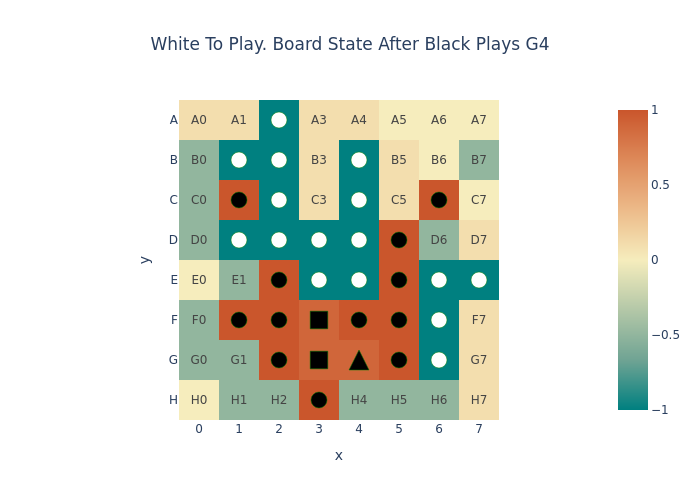 White To Play. Board State After Black Plays G4
A A0 A1 A3 A4 A5 A6 A7
B B0 B3 B5 B6 B7
C C0 C3 C5 C7
D D0 D6 D7
E E0 E1
F F0 F7
G G0 G1 G7
H H0 H1 H2 H4 H5 H6 H7
0 1 2 3 4 5 6 7
x
y
1
0.5
0
−0.5
−1